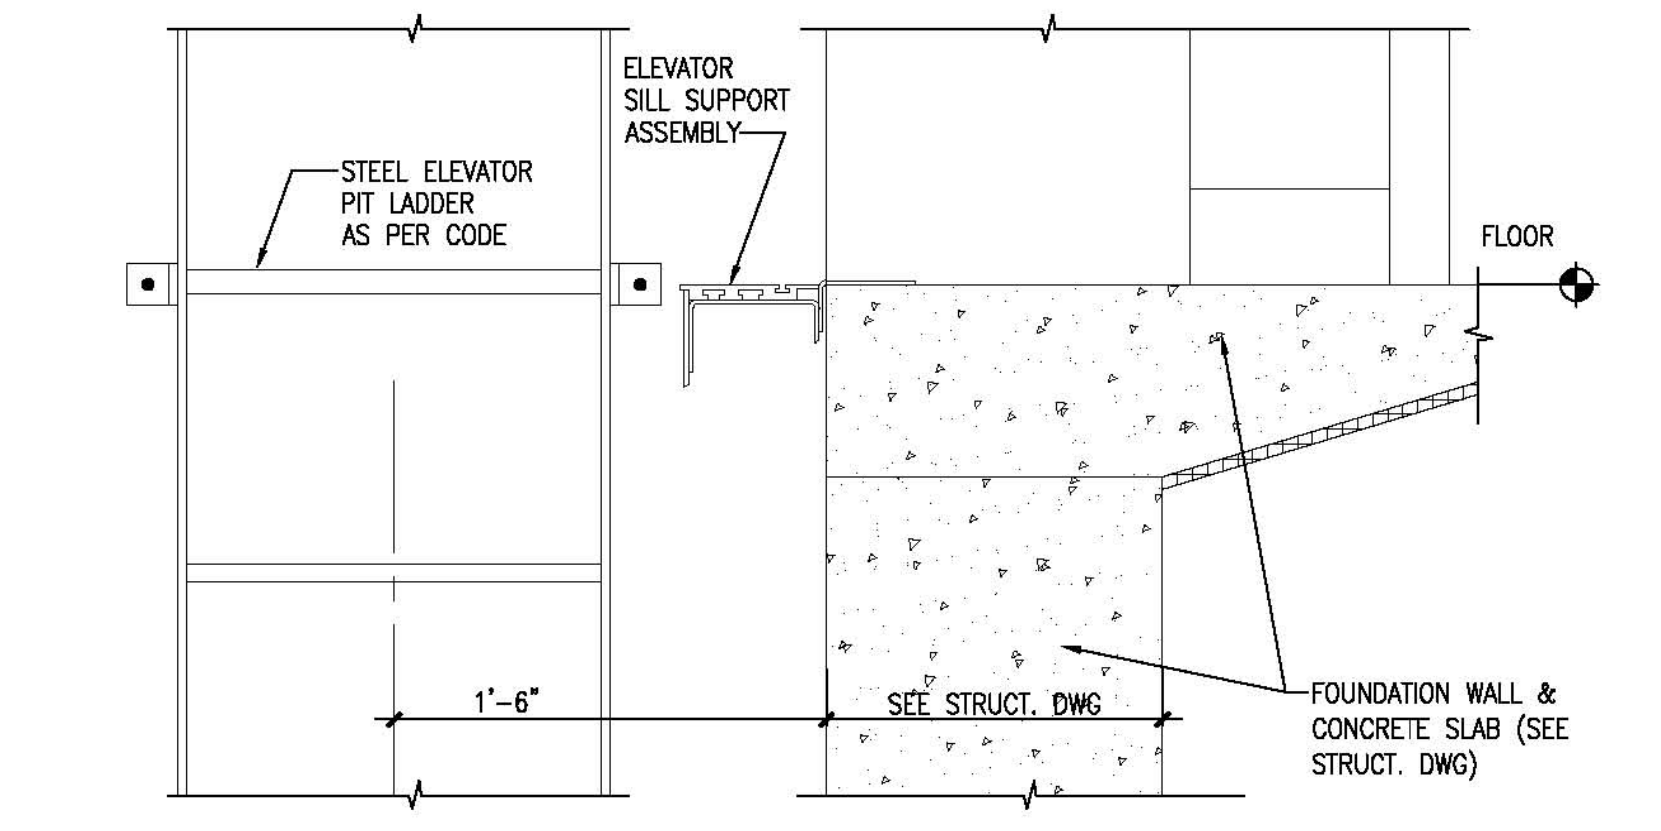 ELEVATOR
SILL SUPPORT
ASSEMBLY
STEEL ELEVATOR
PIT LADDER
AS PER CODE
FLOOR
1'-6"
SEE STRUCT. DWG
FOUNDATION WALL &
CONCRETE SLAB (SEE
STRUCT. DWG)